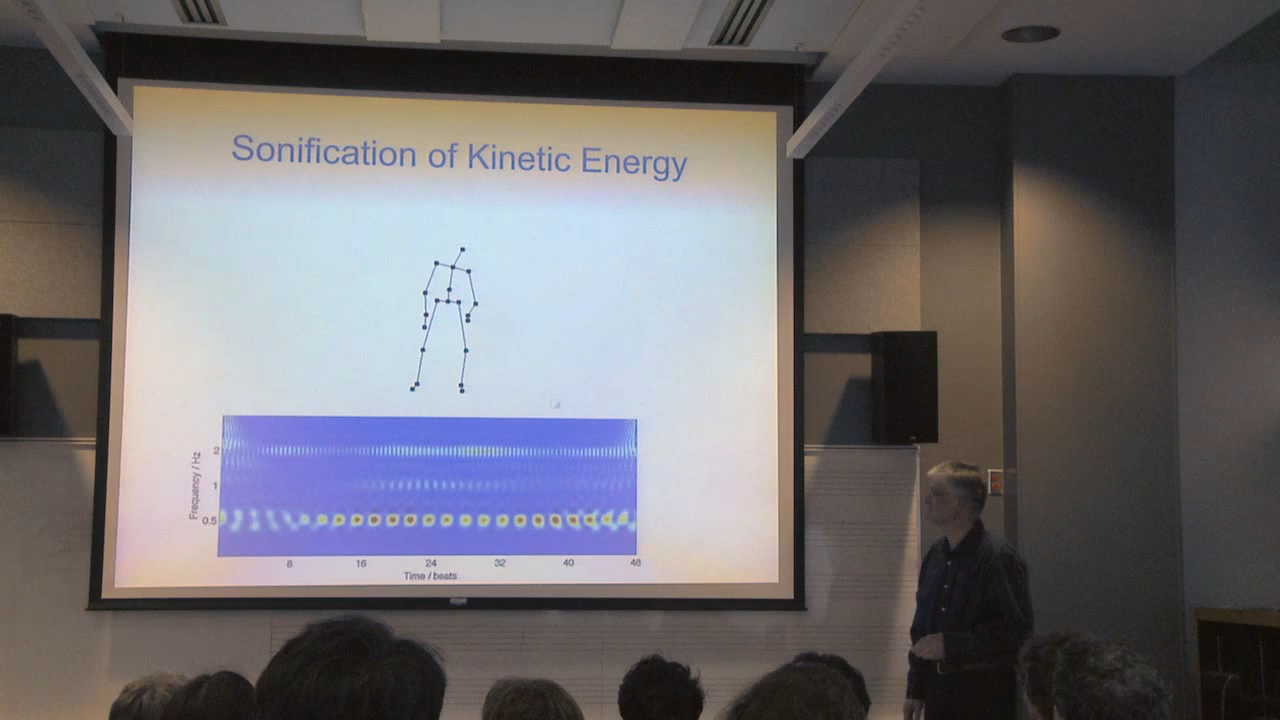 Sonification of Kinetic Energy
Frequency / Hz
2
1
0.5
8 16 24 32 40 48
Time / beats